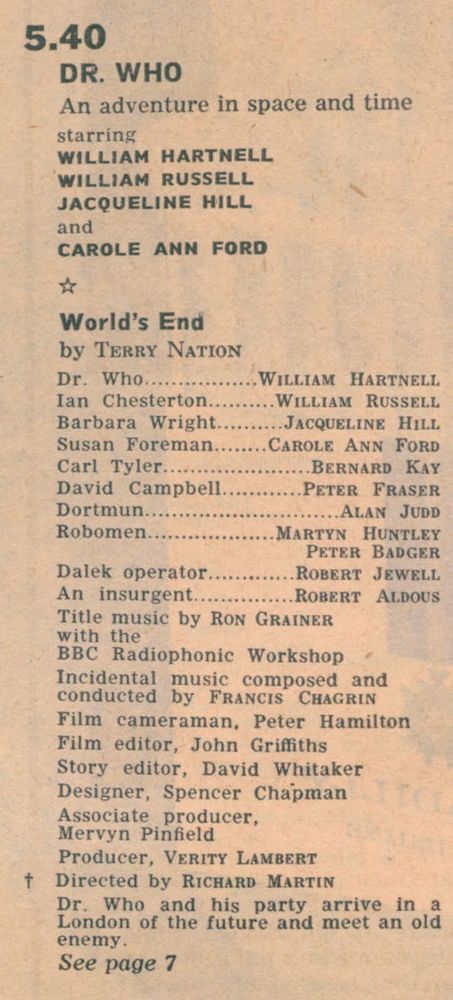 5.40
DR. WHO
An adventure in space and time
starring
WILLIAM HARTNELL
WILLIAM RUSSELL
JACQUELINE HILL
and
CAROLE ANN FORD
☆
World's End
by TERRY NATION
Dr. Who.................WILLIAM HARTNELL
Ian Chesterton..........WILLIAM RUSSELL
Barbara Wright..........JACQUELINE HILL
Susan Foreman........CAROLE ANN FORD
Carl Tyler......................BERNARD KAY
David Campbell............PETER FRASER
Dortmun.............................ALAN JUDD
Robomen...................MARTYN HUNTLEY
PETER BADGER
Dalek operator.............ROBERT JEWELL
An insurgent...............ROBERT ALDOUS
Title music by RON GRAINER
with the
BBC Radiophonic Workshop
Incidental music composed and
conducted by FRANCIS CHAGRIN
Film cameraman, Peter Hamilton
Film editor, John Griffiths
Story editor, David Whitaker
Designer, Spencer Chapman
Associate producer,
Mervyn Pinfield
Producer, VERITY LAMBERT
† Directed by RICHARD MARTIN
Dr. Who and his party arrive in a
London of the future and meet an old
enemy.
See page 7